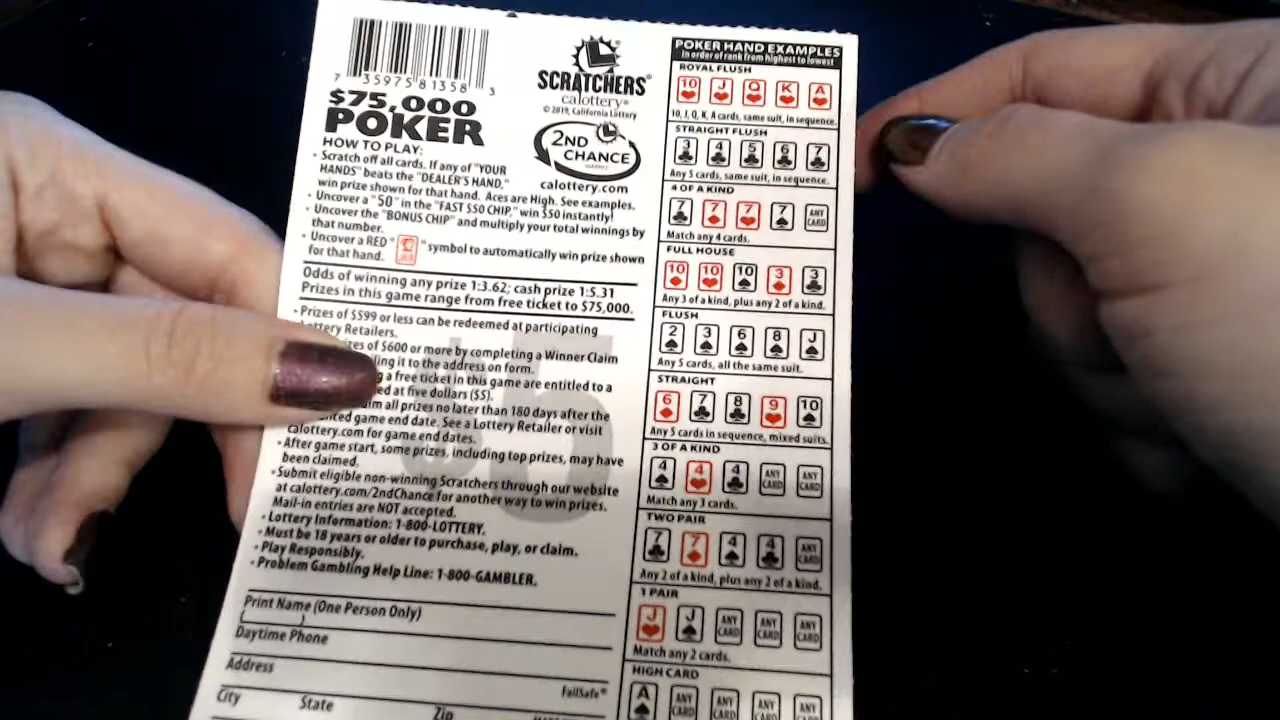 7 35975 81358 3
$75,000
POKER
SCRATCHERS®
calottery®
© 2019, California Lottery
2ND
CHANCE
calottery.com
HOW TO PLAY:
• Scratch off all cards. If any of "YOUR
HANDS" beats the "DEALER'S HAND,"
win prize shown for that hand. Aces are High. See examples.
• Uncover a "50" in the "FAST $50 CHIP," win $50 instantly!
• Uncover the "BONUS CHIP" and multiply your total winnings by
that number.
• Uncover a RED " " symbol to automatically win prize shown
for that hand.
Odds of winning any prize 1:3.62; cash prize 1:5.31
Prizes in this game range from free ticket to $75,000.
$5
• Prizes of $599 or less can be redeemed at participating
Lottery Retailers.
of $600 or more by completing a Winner Claim
it to the address on form.
a free ticket in this game are entitled to a
at five dollars ($5).
all prizes no later than 180 days after the
game end date. See a Lottery Retailer or visit
calottery.com for game end dates.
• After game start, some prizes, including top prizes, may have
been claimed.
• Submit eligible non-winning Scratchers through our website
at calottery.com/2ndChance for another way to win prizes.
Mail-in entries are NOT accepted.
• Lottery Information: 1-800-LOTTERY.
• Must be 18 years or older to purchase, play, or claim.
• Play Responsibly.
• Problem Gambling Help Line: 1-800-GAMBLER.
Print Name (One Person Only)
( )
Daytime Phone
Address
FailSafe®
City State Zip
POKER HAND EXAMPLES
In order of rank from highest to lowest
ROYAL FLUSH
10 J Q K A
10, J, Q, K, A cards, same suit, in sequence.
STRAIGHT FLUSH
3 4 5 6 7
Any 5 cards, same suit, in sequence.
4 OF A KIND
7 7 7 7 ANY CARD
Match any 4 cards.
FULL HOUSE
10 10 10 3 3
Any 3 of a kind, plus any 2 of a kind.
FLUSH
2 3 6 8 J
Any 5 cards, all the same suit.
STRAIGHT
6 7 8 9 10
Any 5 cards in sequence, mixed suits.
3 OF A KIND
4 4 4 ANY CARD ANY CARD
Match any 3 cards.
TWO PAIR
7 7 4 4 ANY CARD
Any 2 of a kind, plus any 2 of a kind.
1 PAIR
J J ANY CARD ANY CARD ANY CARD
Match any 2 cards.
HIGH CARD
A ANY CARD ANY CARD ANY CARD ANY CARD